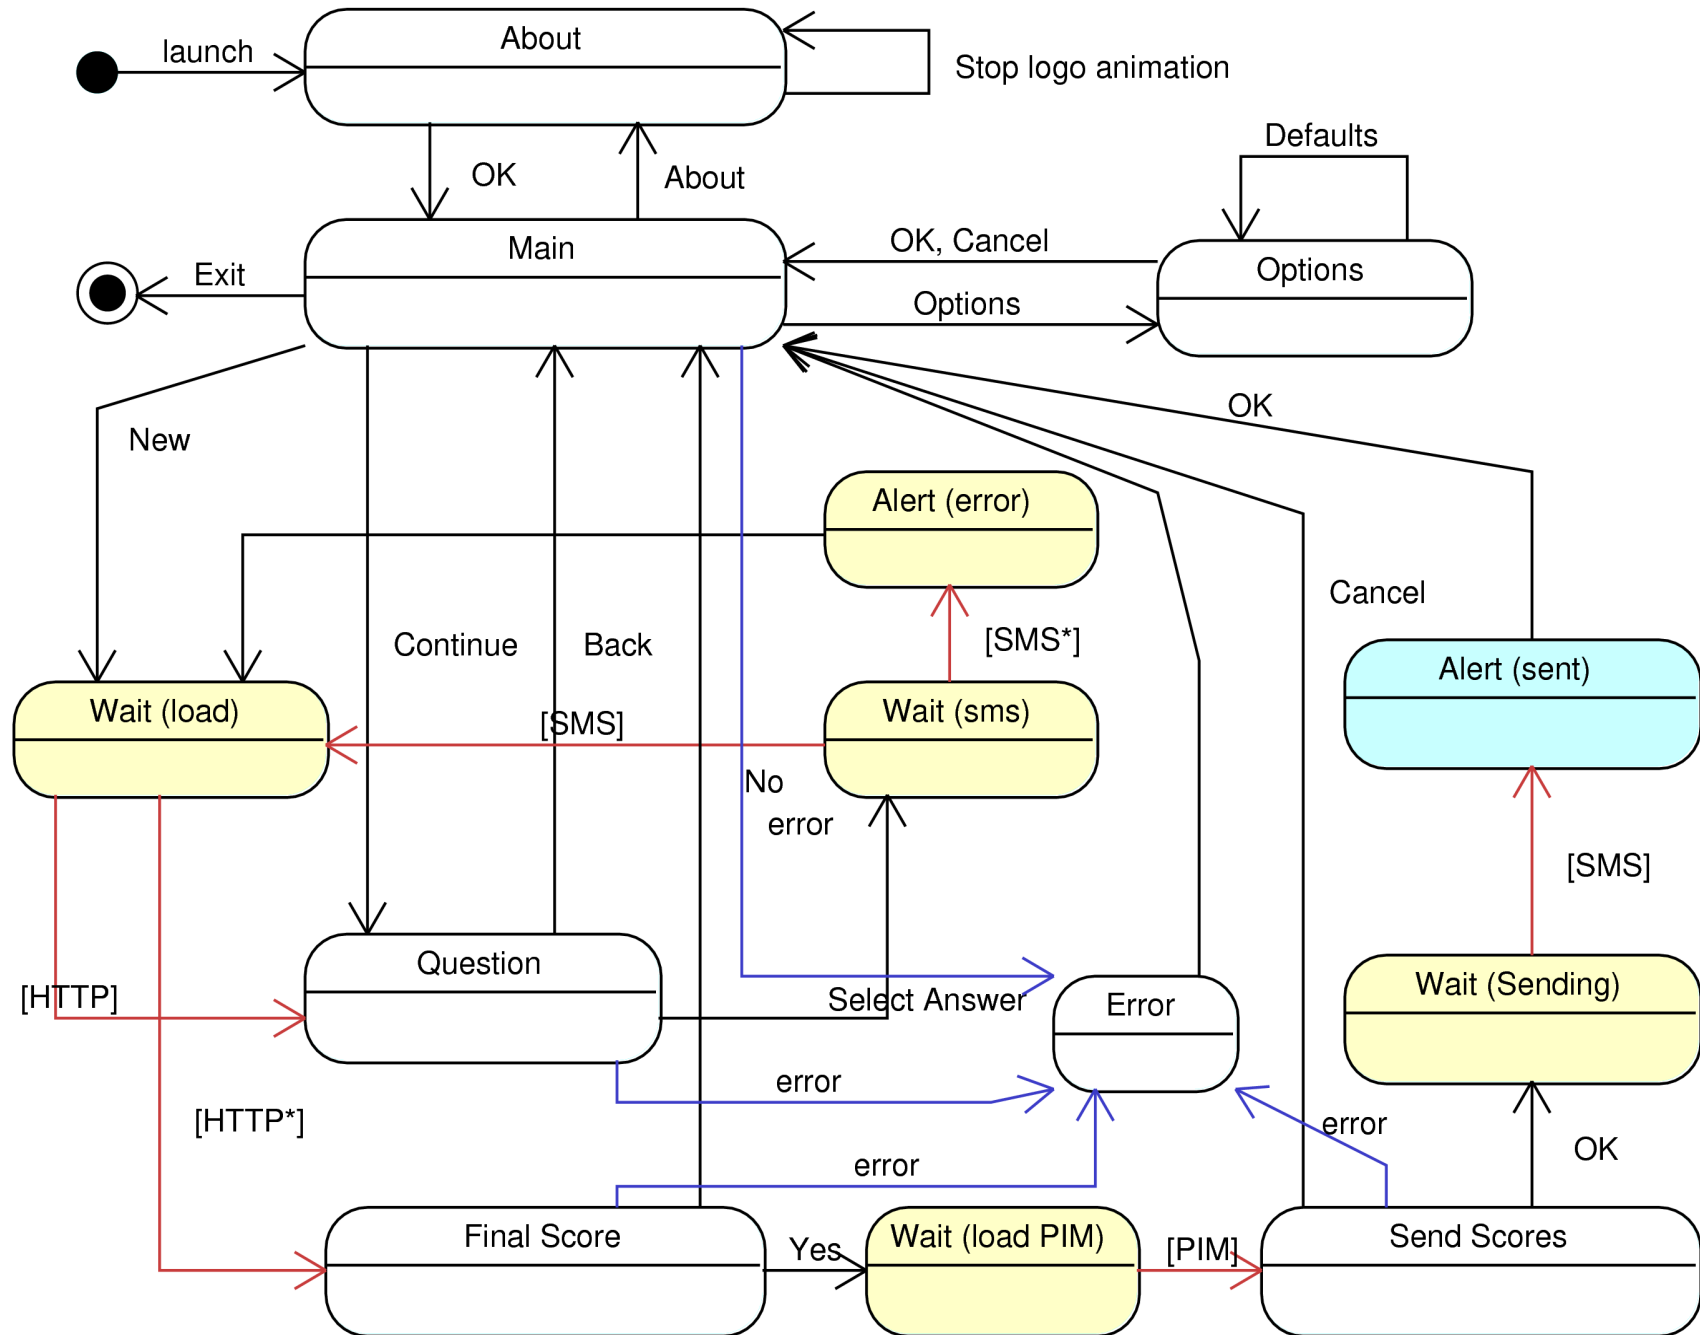 About
launch
Stop logo animation
Defaults
OK
About
Main
OK, Cancel
Options
Exit
Options
OK
New
Alert (error)
Cancel
[SMS*]
Continue
Back
Alert (sent)
Wait (load)
[SMS]
Wait (sms)
No
error
[SMS]
Question
Wait (Sending)
[HTTP]
Select Answer
Error
error
[HTTP*]
error
OK
error
Final Score
Yes
Wait (load PIM)
[PIM]
Send Scores